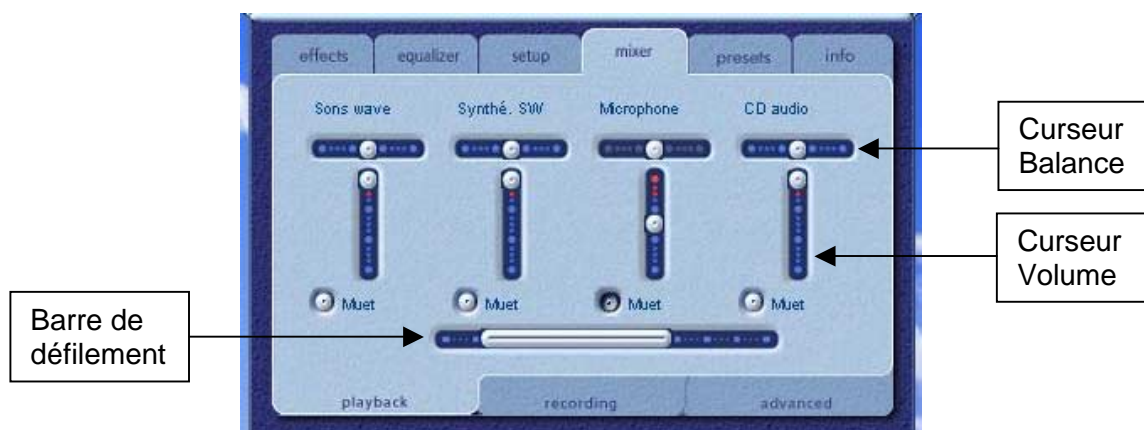 effects equalizer setup mixer presets info
Sons wave Synthé. SW Microphone CD audio
Curseur
Balance
Curseur
Volume
Muet Muet Muet Muet
Barre de
défilement
playback recording advanced